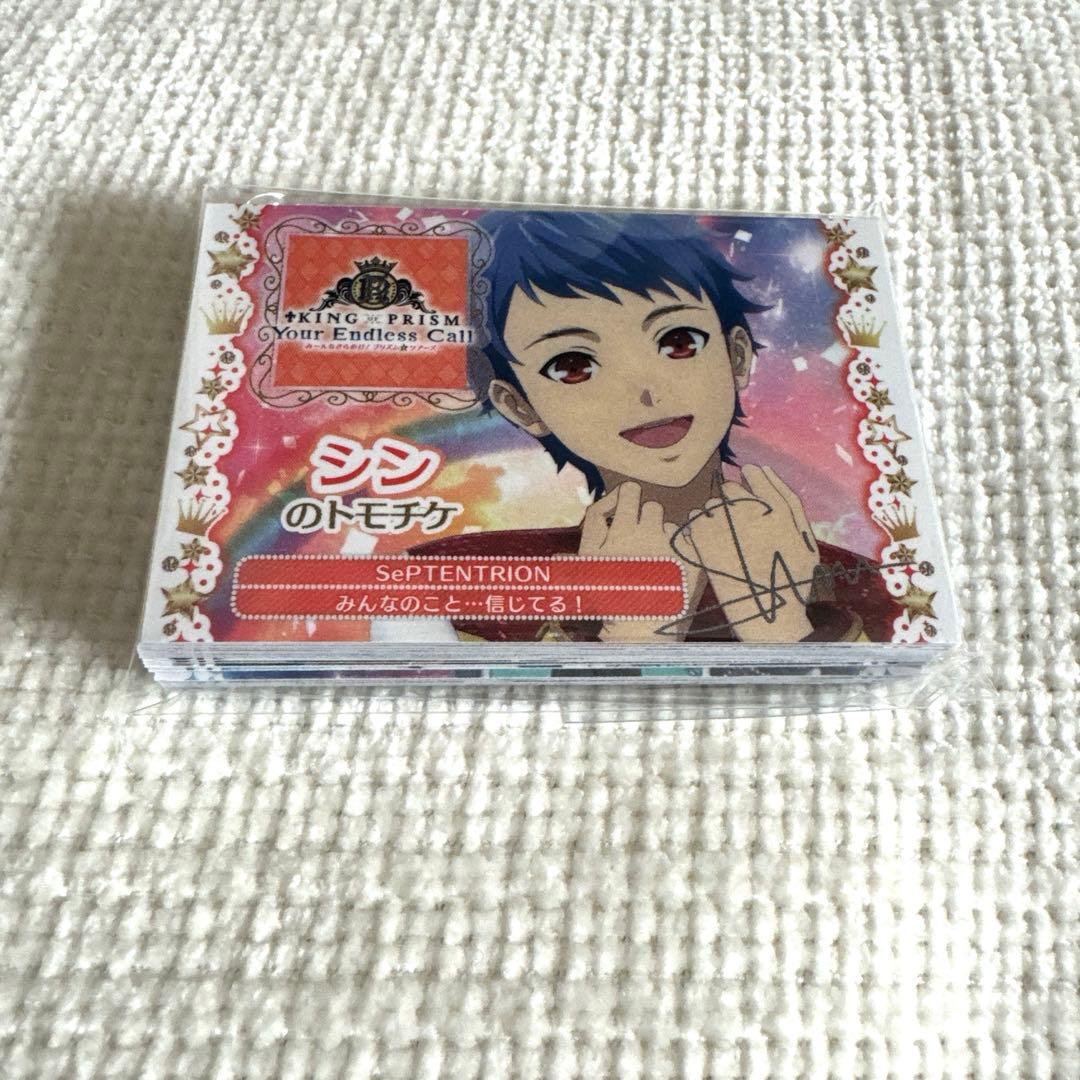 KING OF PRISM
Your Endless Call
み～んなきらめけ！プリズム☆ツアーズ
シン
のトモチケ
SePTENTRION
みんなのこと…信じてる！
Shin